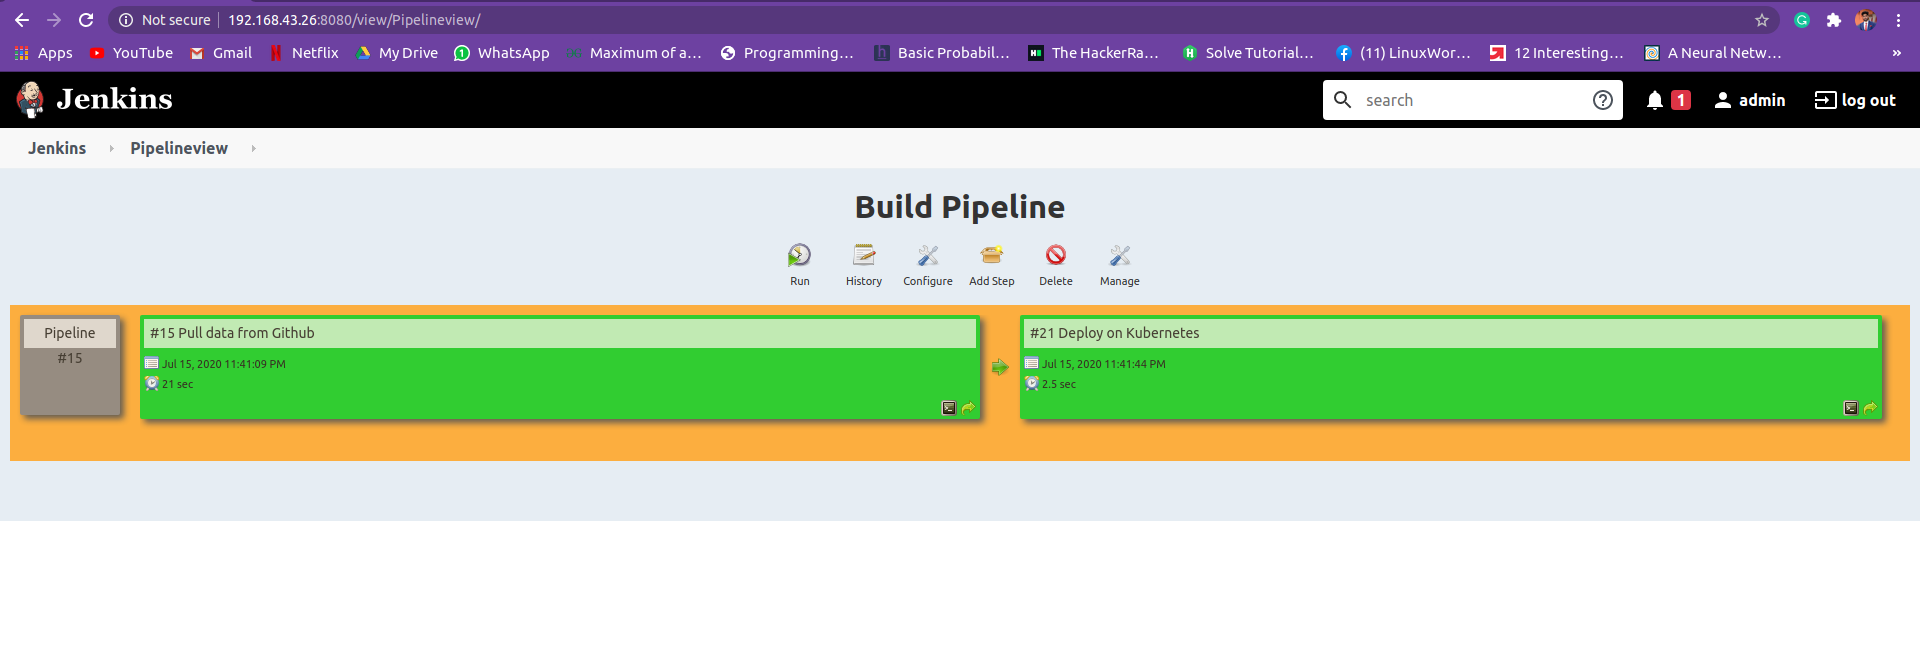 Not secure 192.168.43.26:8080/view/Pipelineview/
Apps YouTube Gmail Netflix My Drive WhatsApp Maximum of a... Programming... Basic Probabil... The HackerRa... Solve Tutorial... (11) LinuxWor... 12 Interesting... A Neural Netw... »
Jenkins search 1 admin log out
Jenkins Pipelineview
Build Pipeline
Run History Configure Add Step Delete Manage
Pipeline
#15
#15 Pull data from Github
Jul 15, 2020 11:41:09 PM
21 sec
#21 Deploy on Kubernetes
Jul 15, 2020 11:41:44 PM
2.5 sec